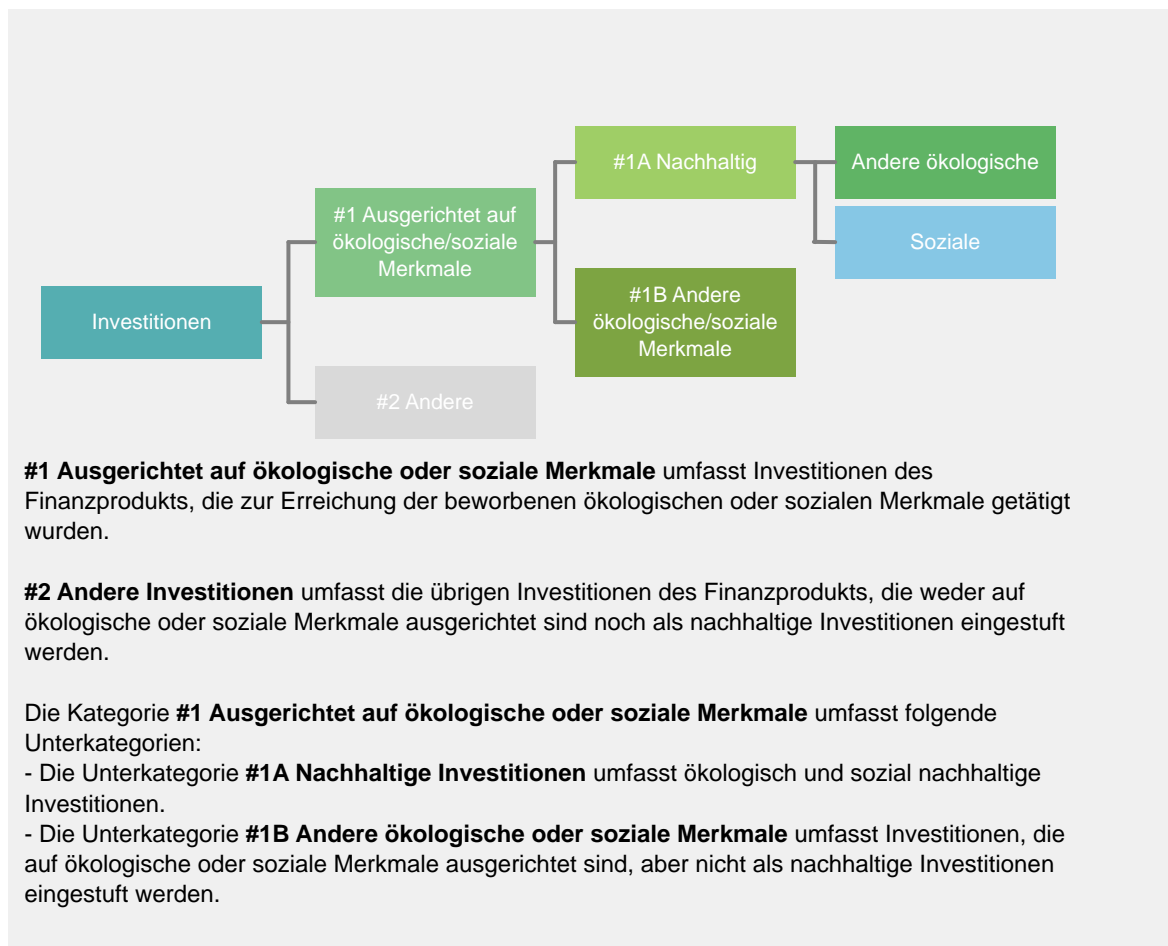 #1A Nachhaltig
Andere ökologische
#1 Ausgerichtet auf
ökologische/soziale
Merkmale
Soziale
Investitionen
#1B Andere
ökologische/soziale
Merkmale
#2 Andere
#1 Ausgerichtet auf ökologische oder soziale Merkmale umfasst Investitionen des
Finanzprodukts, die zur Erreichung der beworbenen ökologischen oder sozialen Merkmale getätigt
wurden.
#2 Andere Investitionen umfasst die übrigen Investitionen des Finanzprodukts, die weder auf
ökologische oder soziale Merkmale ausgerichtet sind noch als nachhaltige Investitionen eingestuft
werden.
Die Kategorie #1 Ausgerichtet auf ökologische oder soziale Merkmale umfasst folgende
Unterkategorien:
- Die Unterkategorie #1A Nachhaltige Investitionen umfasst ökologisch und sozial nachhaltige
Investitionen.
- Die Unterkategorie #1B Andere ökologische oder soziale Merkmale umfasst Investitionen, die
auf ökologische oder soziale Merkmale ausgerichtet sind, aber nicht als nachhaltige Investitionen
eingestuft werden.